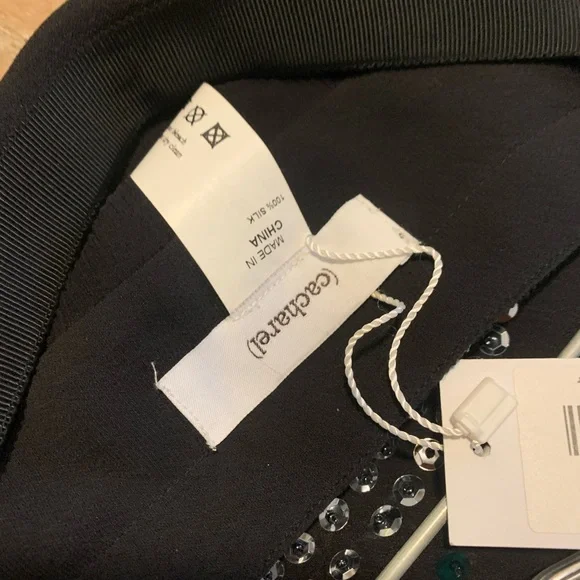 (cacharel)
MADE IN
CHINA
100% SILK